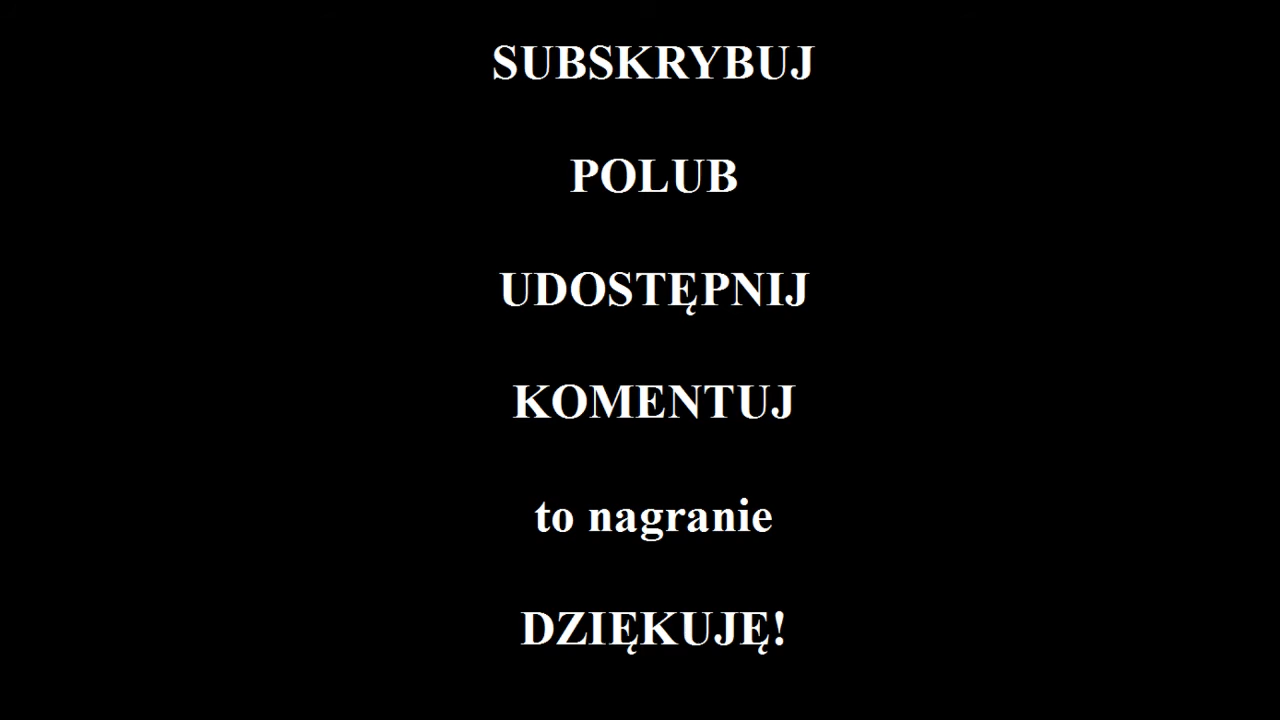 SUBSKRYBUJ
POLUB
UDOSTĘPNIJ
KOMENTUJ
to nagranie
DZIĘKUJĘ!